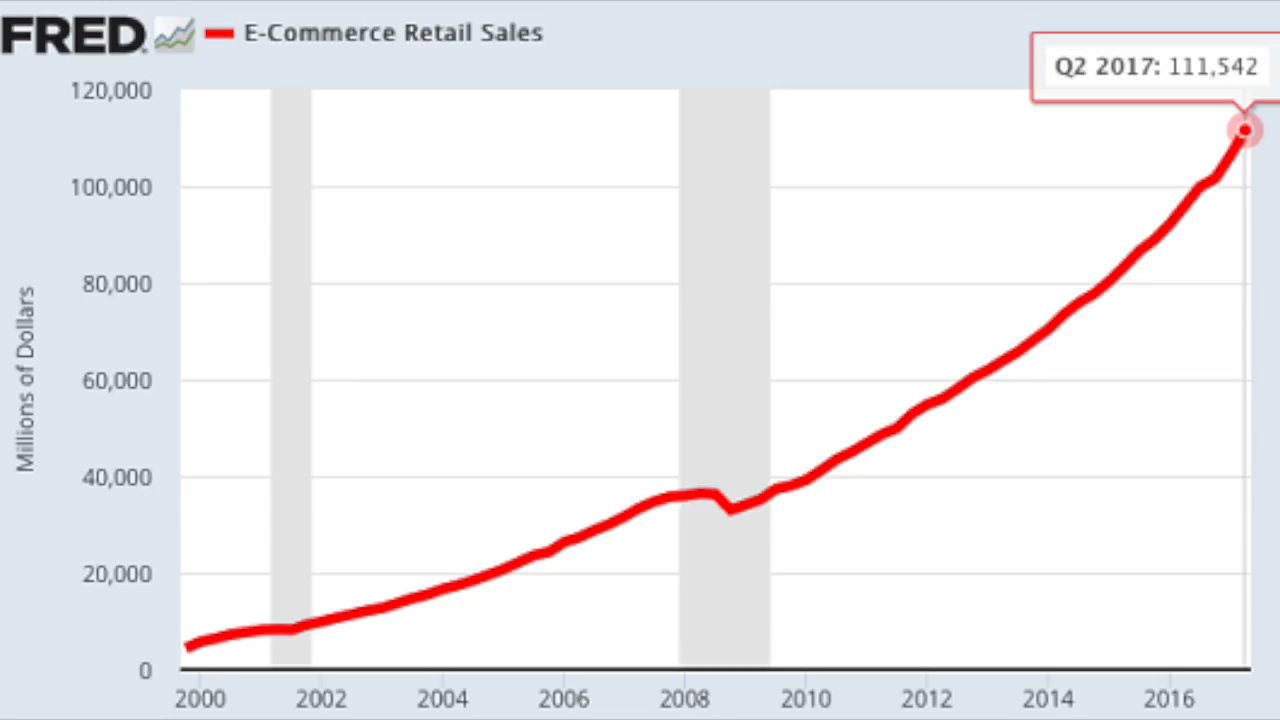 FRED E-Commerce Retail Sales
Q2 2017: 111,542
120,000
100,000
80,000
60,000
40,000
20,000
0
Millions of Dollars
2000 2002 2004 2006 2008 2010 2012 2014 2016